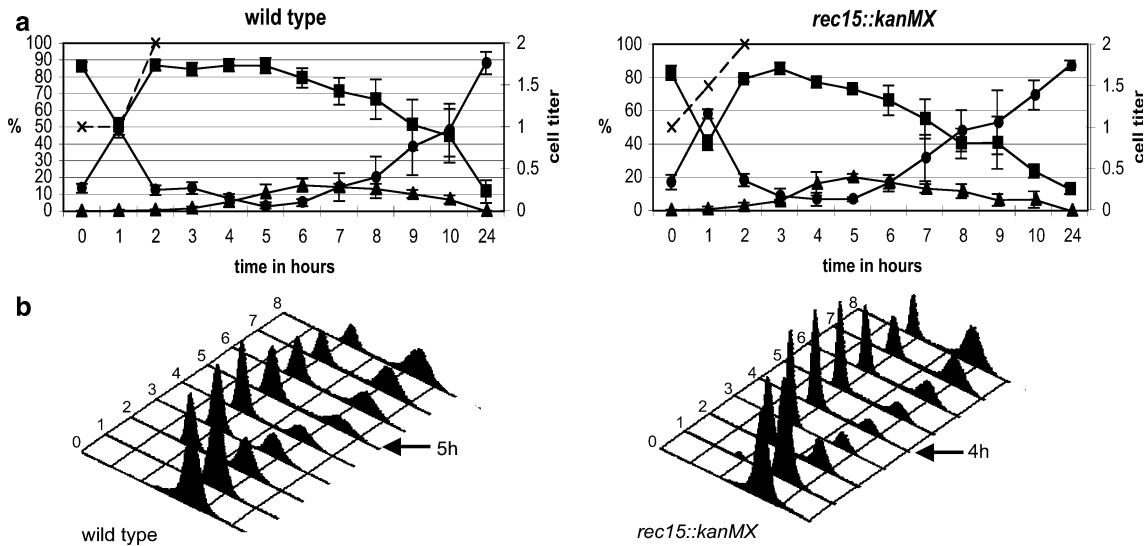 a
wild type
rec15::kanMX
100
90
80
70
60
50
40
30
20
10
0
%
2
1.5
1
0.5
0
cell titer
0 1 2 3 4 5 6 7 8 9 10 24
time in hours
100
80
60
40
20
0
%
2
1.5
1
0.5
0
cell titer
0 1 2 3 4 5 6 7 8 9 10 24
time in hours
b
0 1 2 3 4 5 6 7 8
5h
wild type
0 1 2 3 4 5 6 7 8
4h
rec15::kanMX